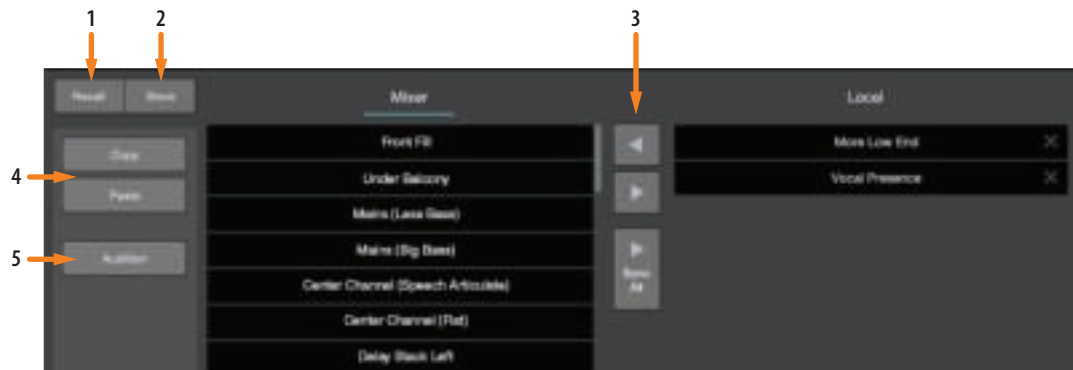 1 2 3
Recall Store Mixer Local
Front Fill More Low End
Copy
4 Under Balcony Vocal Presence
Paste
Mains (Less Bass)
5 Audition Mains (Big Bass)
Center Channel (Speech Articulate)
Center Channel (Flat)
Delay Stack Left